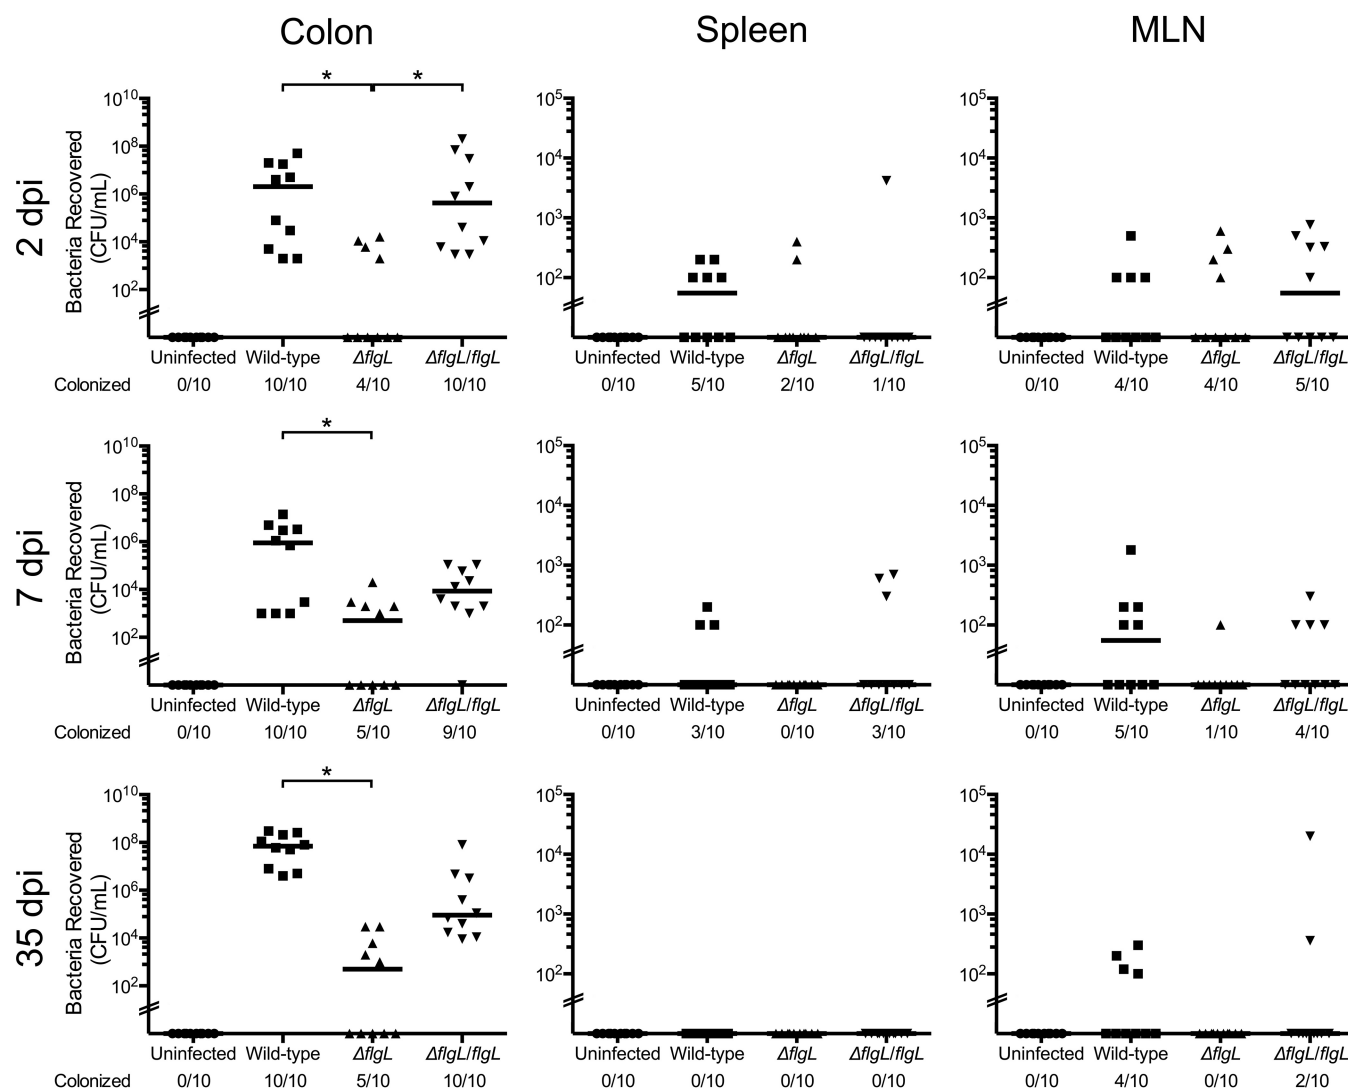 Colon Spleen MLN
* *
2 dpi
Bacteria Recovered
(CFU/mL)
10^10 10^5 10^5
10^8 10^4 10^4
10^6 10^3 10^3
10^4 10^2 10^2
10^2
Uninfected Wild-type ΔflgL ΔflgL/flgL Uninfected Wild-type ΔflgL ΔflgL/flgL Uninfected Wild-type ΔflgL ΔflgL/flgL
Colonized 0/10 10/10 4/10 10/10 0/10 5/10 2/10 1/10 0/10 4/10 4/10 5/10
*
7 dpi
Bacteria Recovered
(CFU/mL)
10^10 10^5 10^5
10^8 10^4 10^4
10^6 10^3 10^3
10^4 10^2 10^2
10^2
Uninfected Wild-type ΔflgL ΔflgL/flgL Uninfected Wild-type ΔflgL ΔflgL/flgL Uninfected Wild-type ΔflgL ΔflgL/flgL
Colonized 0/10 10/10 5/10 9/10 0/10 3/10 0/10 3/10 0/10 5/10 1/10 4/10
*
35 dpi
Bacteria Recovered
(CFU/mL)
10^10 10^5 10^5
10^8 10^4 10^4
10^6 10^3 10^3
10^4 10^2 10^2
10^2
Uninfected Wild-type ΔflgL ΔflgL/flgL Uninfected Wild-type ΔflgL ΔflgL/flgL Uninfected Wild-type ΔflgL ΔflgL/flgL
Colonized 0/10 10/10 5/10 10/10 0/10 0/10 0/10 0/10 0/10 4/10 0/10 2/10